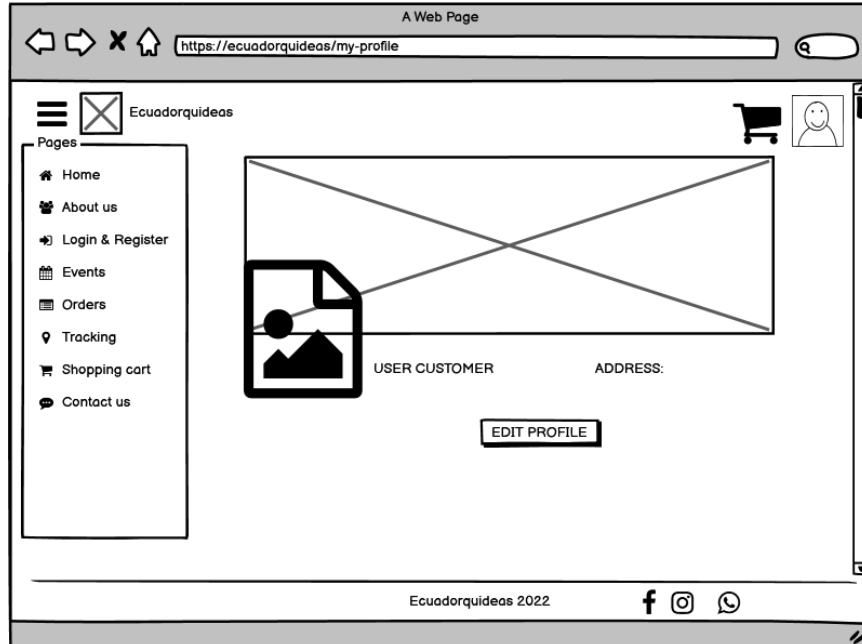 A Web Page
https://ecuadorquideas/my-profile
Ecuadorquideas
Pages
Home
About us
Login & Register
Events
Orders
Tracking
Shopping cart
Contact us
USER CUSTOMER
ADDRESS:
EDIT PROFILE
Ecuadorquideas 2022